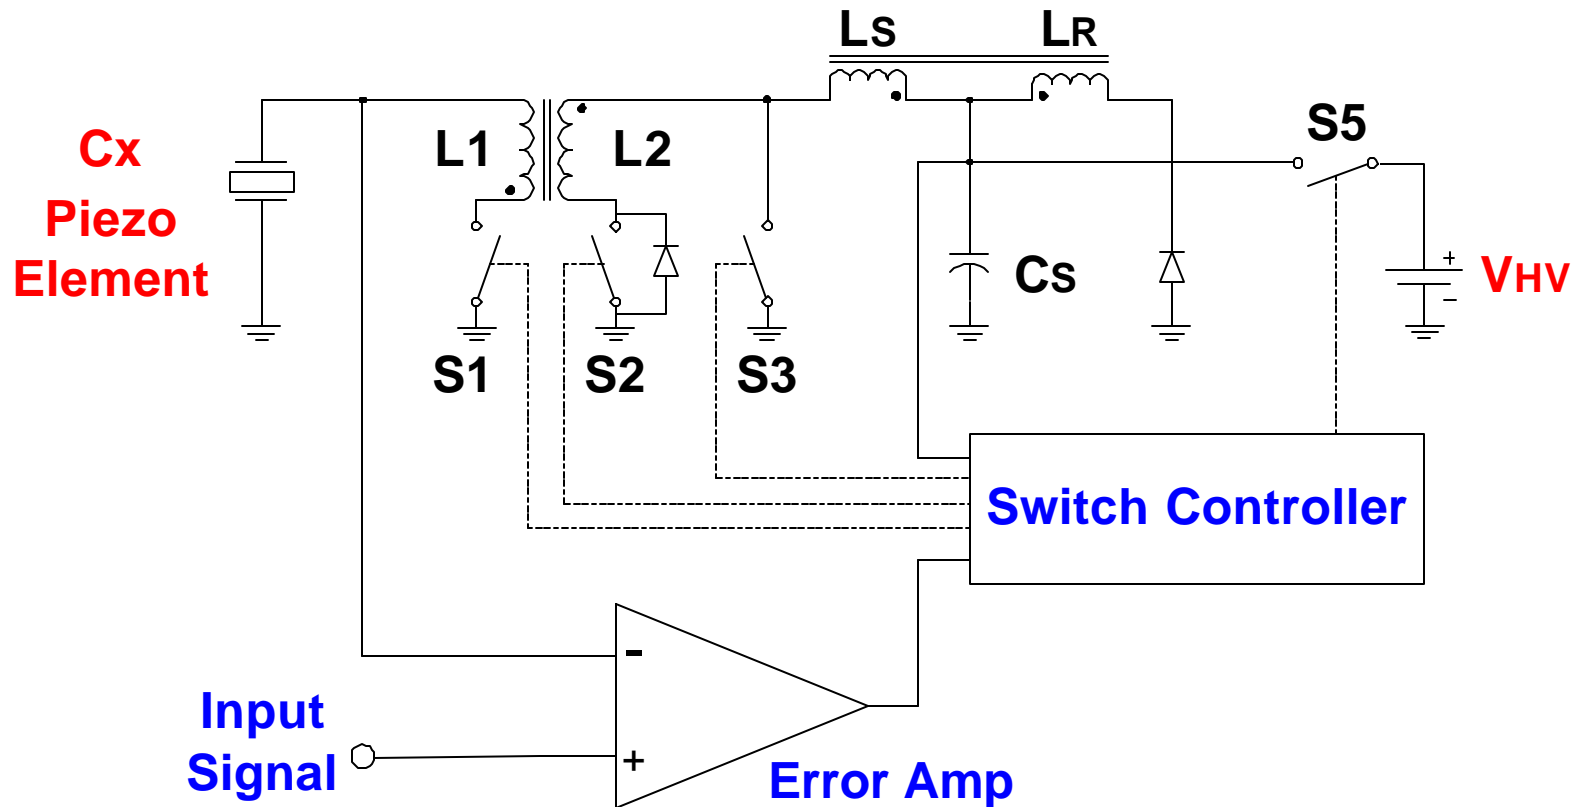 LS LR
S5
Cx
Piezo
Element
L1 L2
CS
+
-
VHV
S1 S2 S3
Switch Controller
-
+
Input
Signal
Error Amp